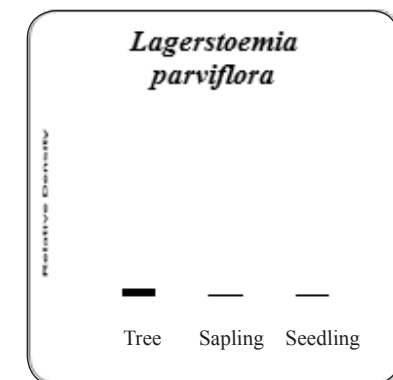 Lagerstoemia
parviflora
Relative Density
Tree Sapling Seedling